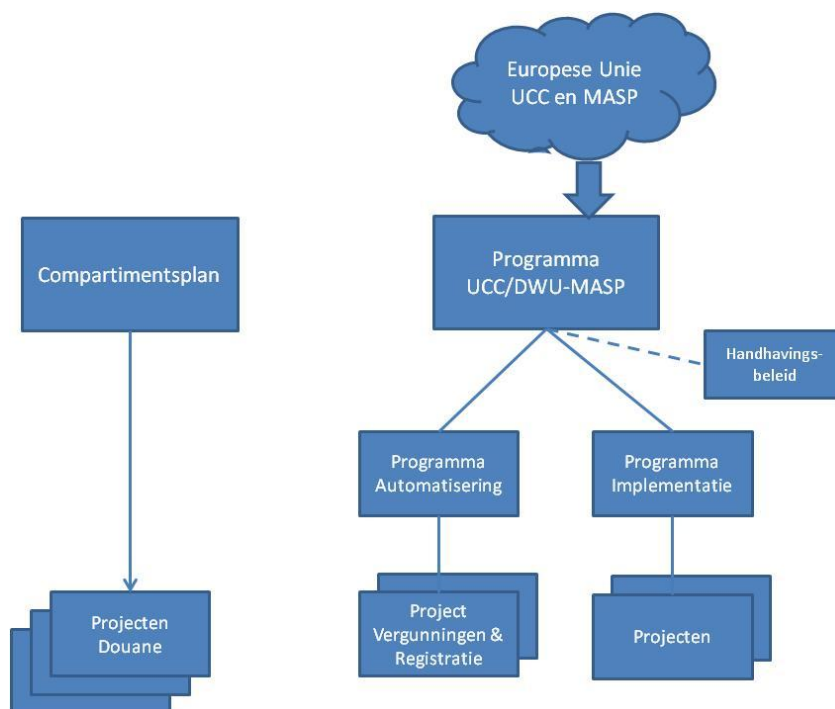 Europese Unie
UCC en MASP
Compartimentsplan
Programma
UCC/DWU-MASP
Handhavings-
beleid
Programma
Automatisering
Programma
Implementatie
Projecten
Douane
Project
Vergunningen &
Registratie
Projecten